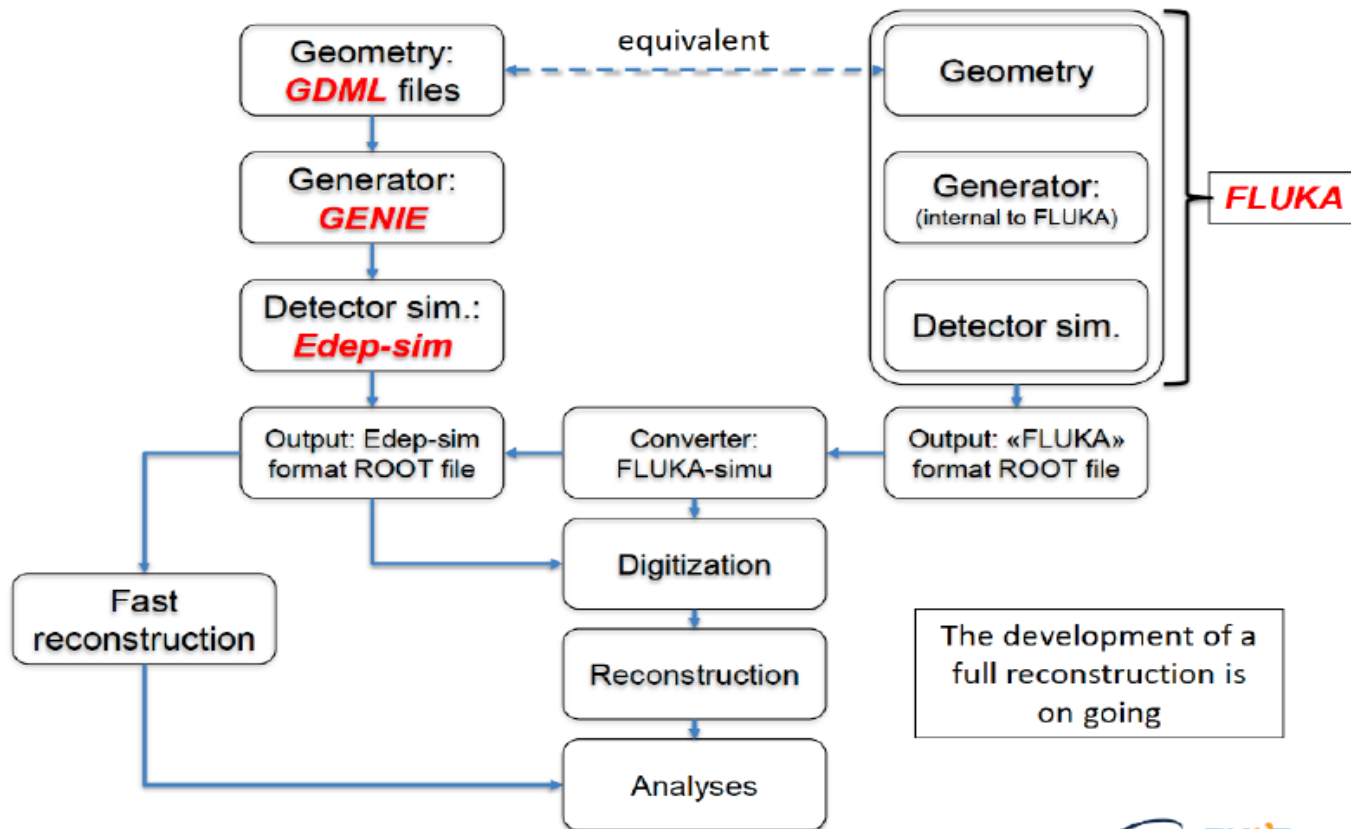 Geometry:
GDML files
equivalent
Geometry
Generator:
GENIE
Generator:
(internal to FLUKA)
FLUKA
Detector sim.:
Edep-sim
Detector sim.
Output: Edep-sim
format ROOT file
Converter:
FLUKA-simu
Output: «FLUKA»
format ROOT file
Digitization
Fast
reconstruction
Reconstruction
The development of a
full reconstruction is
on going
Analyses